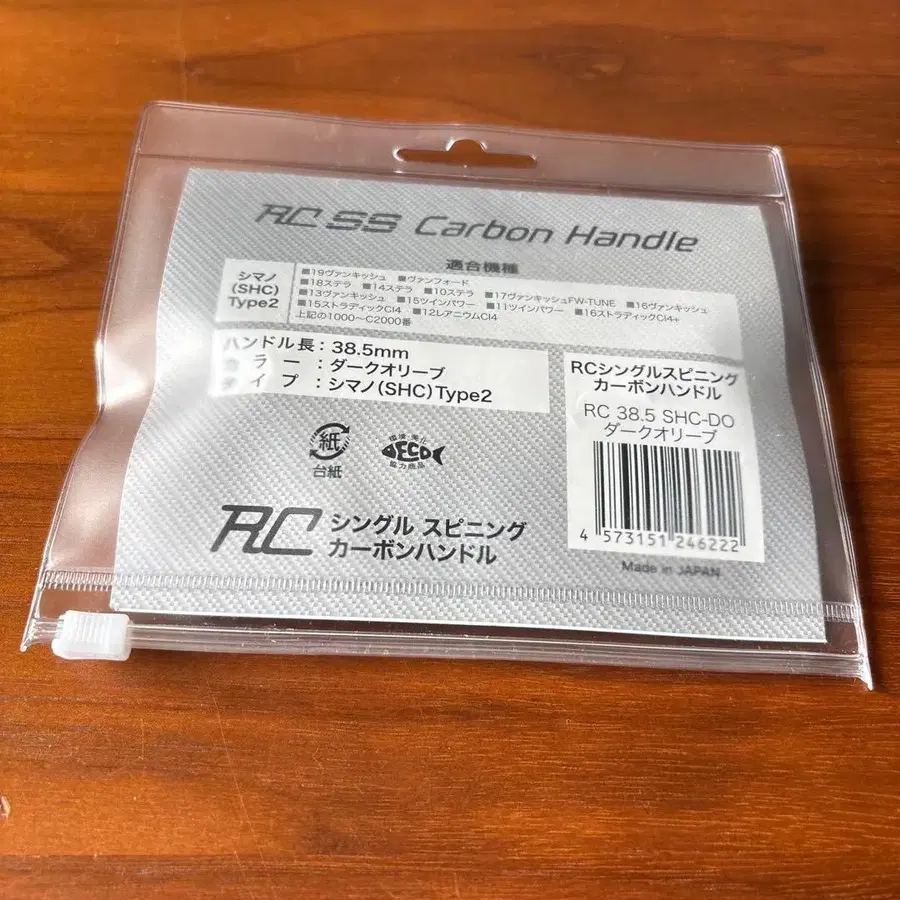 RC SS Carbon Handle
適合機種
シマノ
(SHC)
Type2
■19ヴァンキッシュ ■ヴァンフォード
■18ステラ ■14ステラ ■10ステラ ■17ヴァンキッシュFW-TUNE ■16ヴァンキッシュ
■13ヴァンキッシュ ■15ツインパワー ■11ツインパワー ■16ストラディックCI4+
■15ストラディックCI4 ■12レアニウムCI4
上記の1000〜C2000番
ハンドル長：38.5mm
カラー：ダークオリーブ
タイプ：シマノ(SHC)Type2
RCシングルスピニング
カーボンハンドル
RC 38.5 SHC-DO
ダークオリーブ
4 573151 246222
Made in JAPAN
紙
台紙
環境・美化
ECO
協力商品
RC シングル スピニング
カーボンハンドル